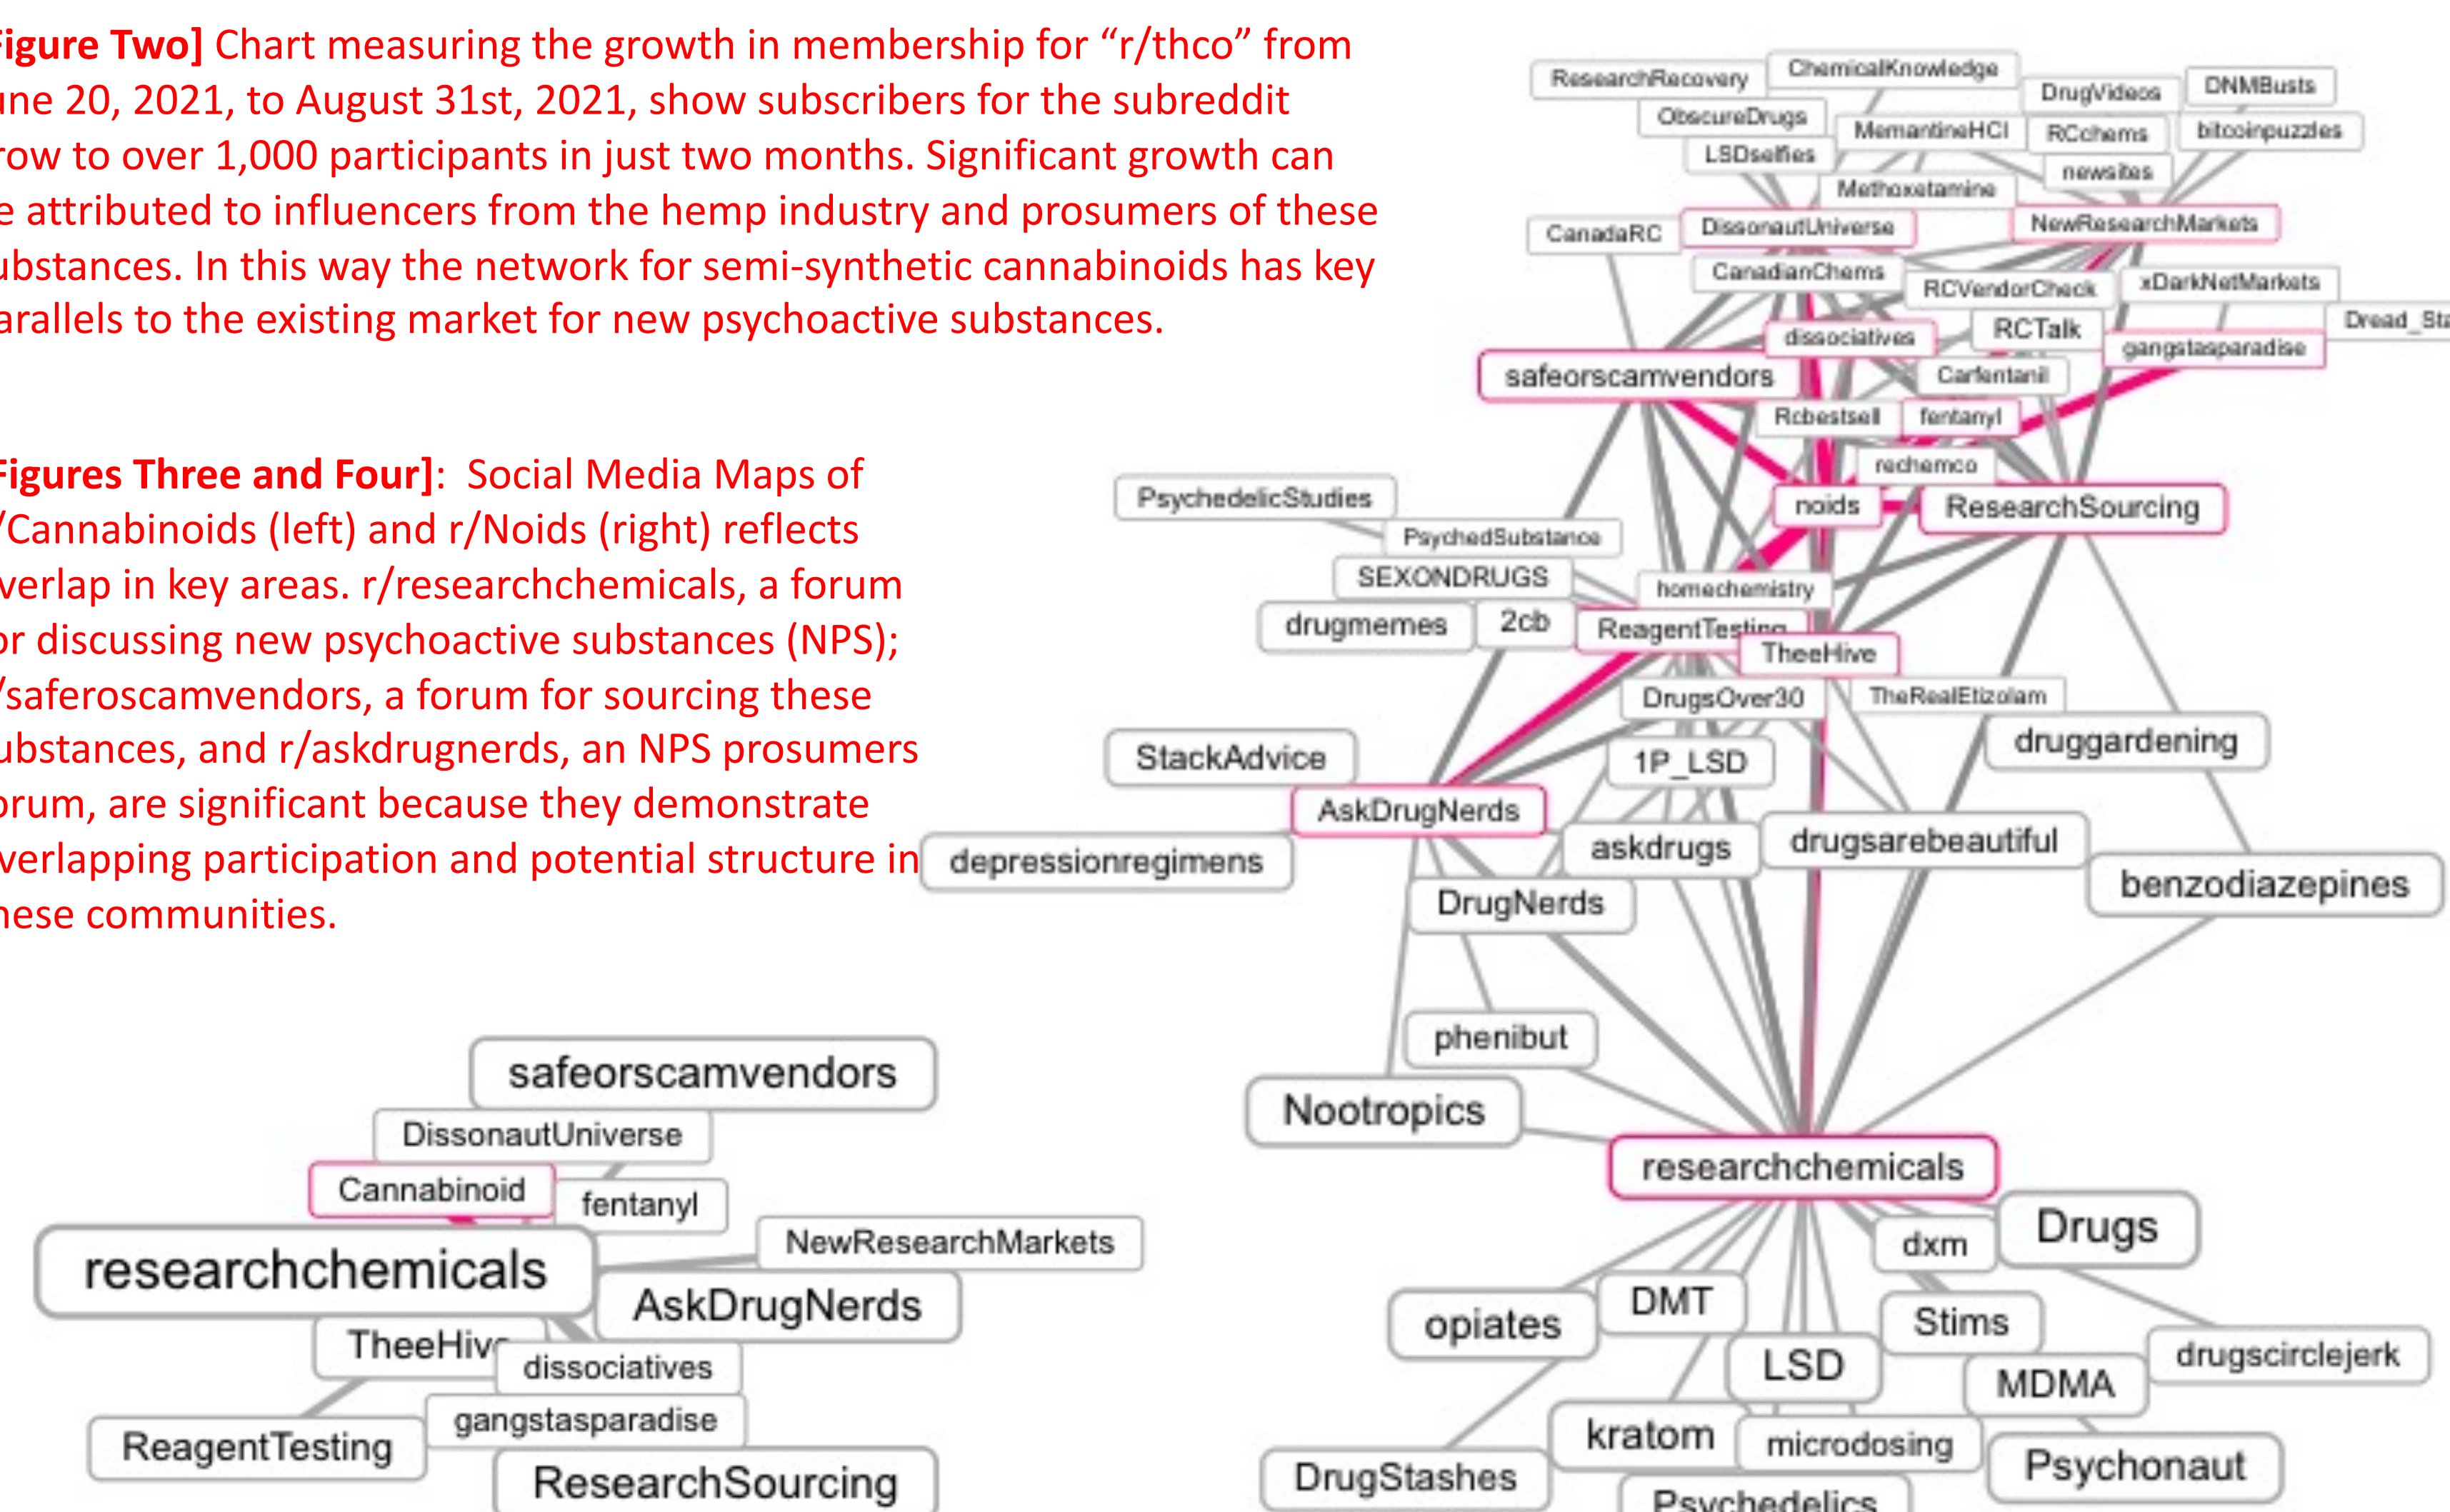 igure Two] Chart measuring the growth in membership for “r/thco” from
une 20, 2021, to August 31st, 2021, show subscribers for the subreddit
row to over 1,000 participants in just two months. Significant growth can
e attributed to influencers from the hemp industry and prosumers of these
ubstances. In this way the network for semi-synthetic cannabinoids has key
arallels to the existing market for new psychoactive substances.
Figures Three and Four]: Social Media Maps of
/Cannabinoids (left) and r/Noids (right) reflects
verlap in key areas. r/researchchemicals, a forum
or discussing new psychoactive substances (NPS);
/saferoscamvendors, a forum for sourcing these
ubstances, and r/askdrugnerds, an NPS prosumers
orum, are significant because they demonstrate
verlapping participation and potential structure in
hese communities.
safeorscamvendors
DissonautUniverse
Cannabinoid
fentanyl
NewResearchMarkets
researchchemicals
AskDrugNerds
TheeHive
dissociatives
gangstasparadise
ReagentTesting
ResearchSourcing
ResearchRecovery
ChemicalKnowledge
DrugVideos
DNMBusts
ObscureDrugs
MemantineHCl
RCchems
bitcoinpuzzles
LSDselfies
newsites
Methoxetamine
CanadaRC
DissonautUniverse
NewResearchMarkets
CanadianChems
RCVendorCheck
xDarkNetMarkets
dissociatives
RCTalk
Dread_Sta
gangstasparadise
safeorscamvendors
Carfentanil
Rcbestsell
fentanyl
rechemco
PsychedelicStudies
noids
ResearchSourcing
PsychedSubstance
SEXONDRUGS
homechemistry
drugmemes
2cb
ReagentTesting
TheeHive
DrugsOver30
TheRealEtizolam
druggardening
StackAdvice
1P_LSD
AskDrugNerds
askdrugs
drugsarebeautiful
depressionregimens
benzodiazepines
DrugNerds
phenibut
Nootropics
researchchemicals
Drugs
dxm
DMT
opiates
Stims
LSD
drugscirclejerk
MDMA
kratom
microdosing
Psychonaut
DrugStashes
Psychedelics